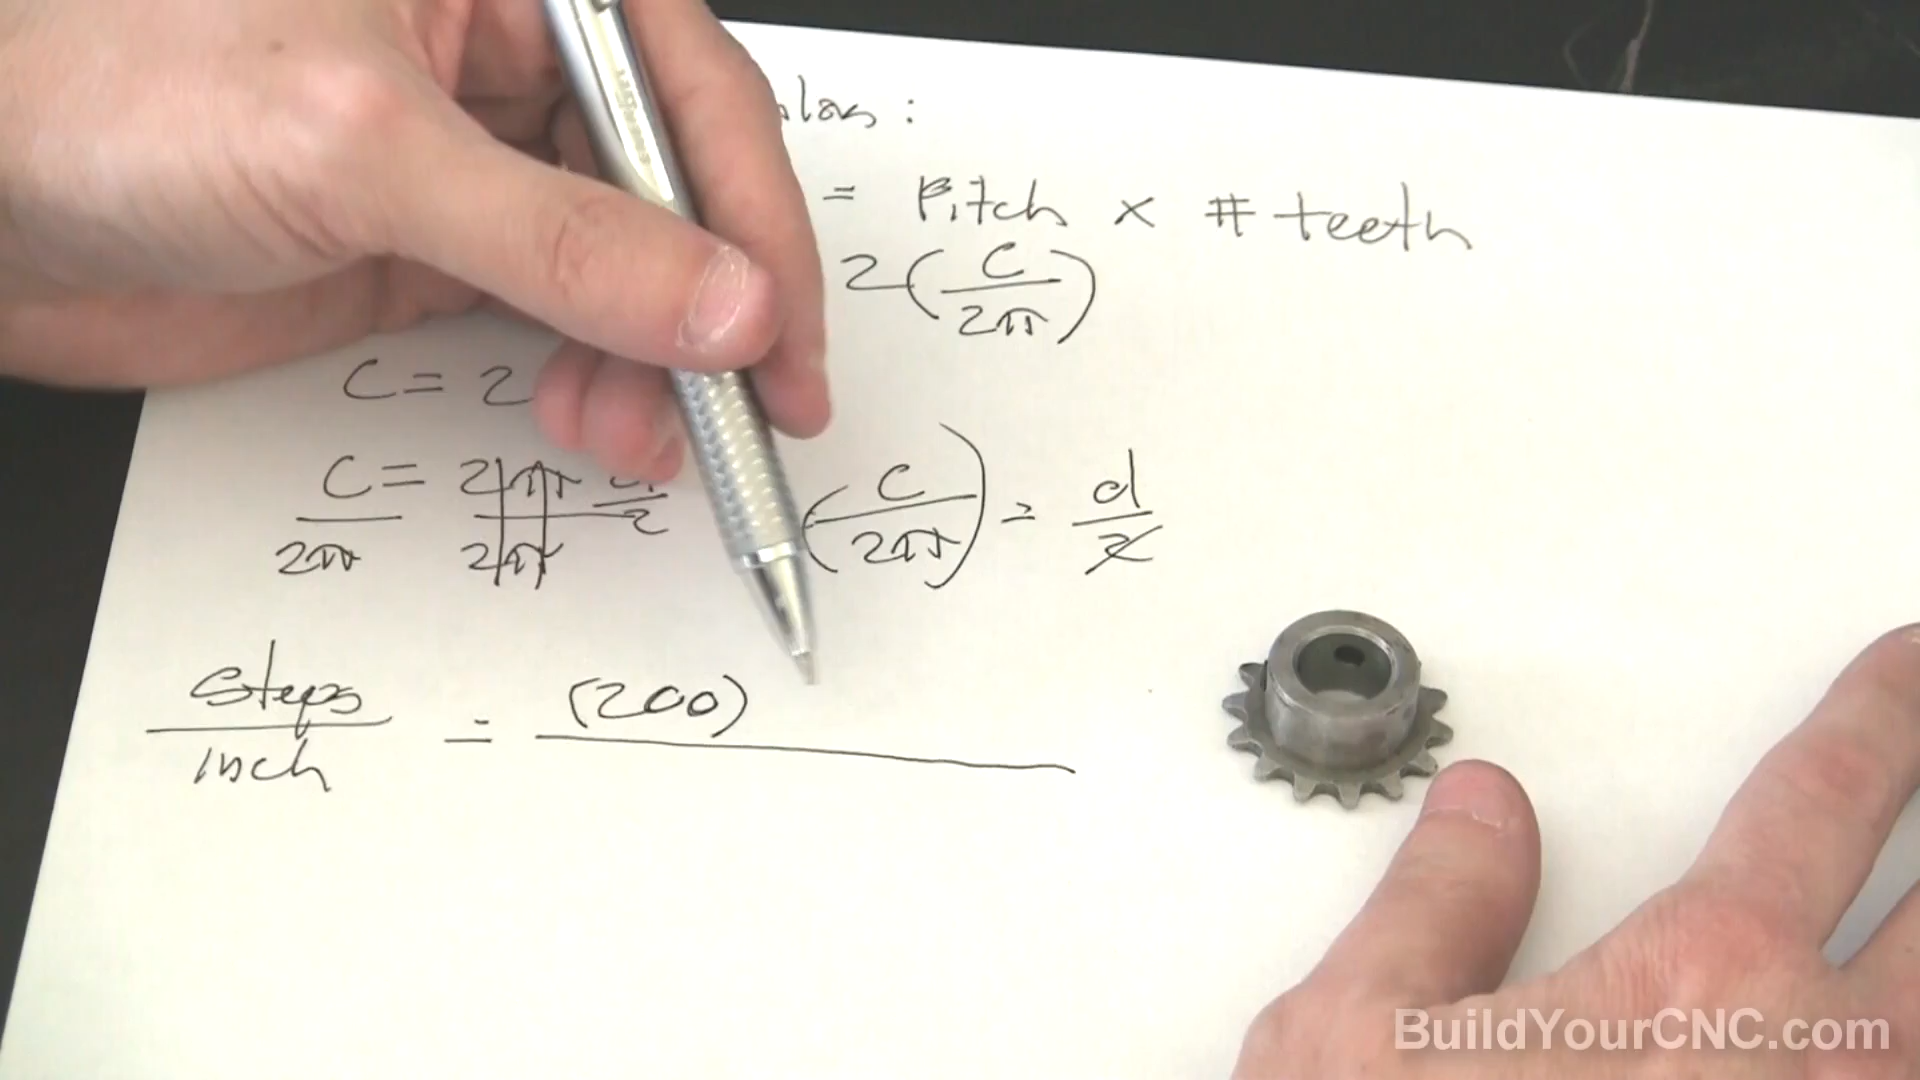 :
= Pitch × # teeth
2(C/2π)
C = 2
C/2π = 2π d/2 / 2π (C/2π) = d/2
Steps/inch = (200)
BuildYourCNC.com